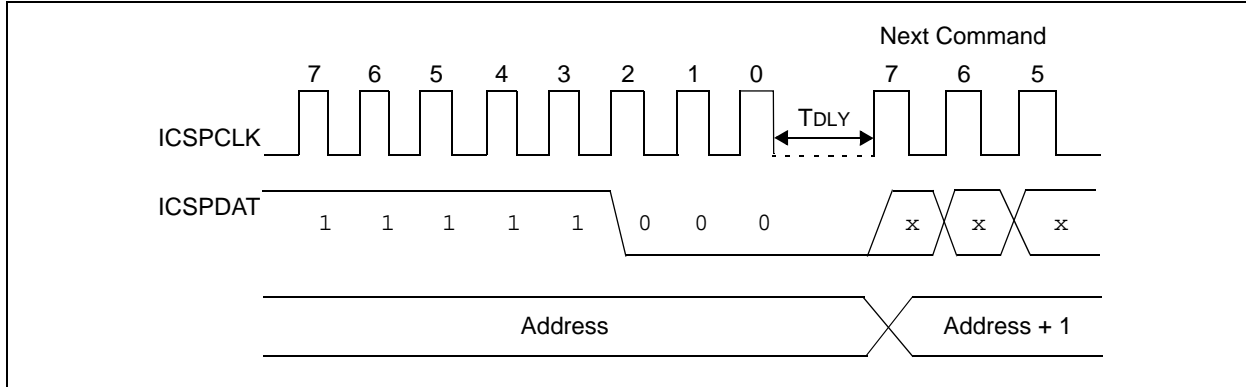 Next Command
7 6 5 4 3 2 1 0 7 6 5
TDLY
ICSPCLK
ICSPDAT
1 1 1 1 1 0 0 0 x x x
Address Address + 1